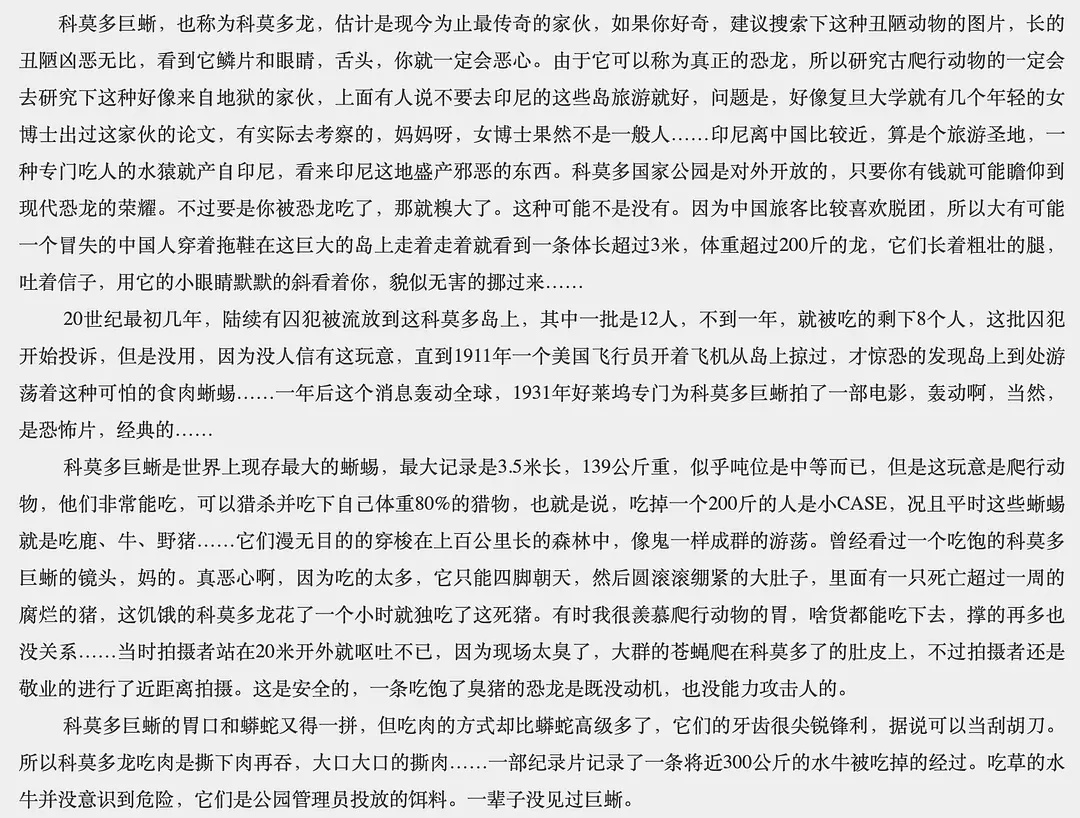 科莫多巨蜥，也称为科莫多龙，估计是现今为止最传奇的家伙，如果你好奇，建议搜索下这种丑陋动物的图片，长的
丑陋凶恶无比，看到它鳞片和眼睛，舌头，你就一定会恶心。由于它可以称为真正的恐龙，所以研究古爬行动物的一定会
去研究下这种好像来自地狱的家伙，上面有人说不要去印尼的这些岛旅游就好，问题是，好像复旦大学就有几个年轻的女
博士出过这家伙的论文，有实际去考察的，妈妈呀，女博士果然不是一般人……印尼离中国比较近，算是个旅游圣地，一
种专门吃人的水猿就产自印尼，看来印尼这地盛产邪恶的东西。科莫多国家公园是对外开放的，只要你有钱就可能瞻仰到
现代恐龙的荣耀。不过要是你被恐龙吃了，那就糗大了。这种可能不是没有。因为中国旅客比较喜欢脱团，所以大有可能
一个冒失的中国人穿着拖鞋在这巨大的岛上走着走着就看到一条体长超过3米，体重超过200斤的龙，它们长着粗壮的腿，
吐着信子，用它的小眼睛默默的斜看着你，貌似无害的挪过来……
20世纪最初几年，陆续有囚犯被流放到这科莫多岛上，其中一批是12人，不到一年，就被吃的剩下8个人，这批囚犯
开始投诉，但是没用，因为没人信有这玩意，直到1911年一个美国飞行员开着飞机从岛上掠过，才惊恐的发现岛上到处游
荡着这种可怕的食肉蜥蜴……一年后这个消息轰动全球，1931年好莱坞专门为科莫多巨蜥拍了一部电影，轰动啊，当然，
是恐怖片，经典的……
科莫多巨蜥是世界上现存最大的蜥蜴，最大记录是3.5米长，139公斤重，似乎吨位是中等而已，但是这玩意是爬行动
物，他们非常能吃，可以猎杀并吃下自己体重80%的猎物，也就是说，吃掉一个200斤的人是小CASE，况且平时这些蜥蜴
就是吃鹿、牛、野猪……它们漫无目的的穿梭在上百公里长的森林中，像鬼一样成群的游荡。曾经看过一个吃饱的科莫多
巨蜥的镜头，妈的。真恶心啊，因为吃的太多，它只能四脚朝天，然后圆滚滚绷紧的大肚子，里面有一只死亡超过一周的
腐烂的猪，这饥饿的科莫多龙花了一个小时就独吃了这死猪。有时我很羡慕爬行动物的胃，啥货都能吃下去，撑的再多也
没关系……当时拍摄者站在20米开外就呕吐不已，因为现场太臭了，大群的苍蝇爬在科莫多了的肚皮上，不过拍摄者还是
敬业的进行了近距离拍摄。这是安全的，一条吃饱了臭猪的恐龙是既没动机，也没能力攻击人的。
科莫多巨蜥的胃口和蟒蛇又得一拼，但吃肉的方式却比蟒蛇高级多了，它们的牙齿很尖锐锋利，据说可以当刮胡刀。
所以科莫多龙吃肉是撕下肉再吞，大口大口的撕肉……一部纪录片记录了一条将近300公斤的水牛被吃掉的经过。吃草的水
牛并没意识到危险，它们是公园管理员投放的饵料。一辈子没见过巨蜥。